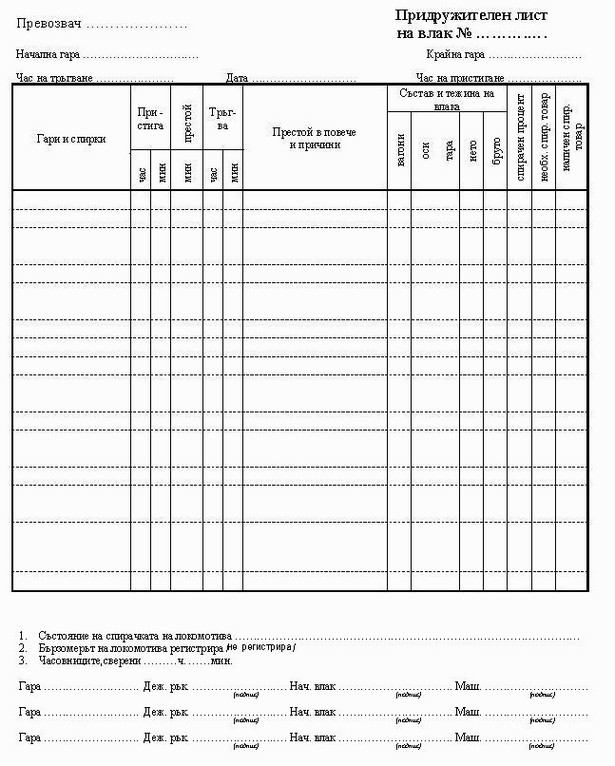 Превозвач ……………………
Придружителен лист
на влак № …………..
Начална гара …………………………
Крайна гара ……………………
Час на тръгване ………………….
Дата …………………………
Час на пристигане ………………….
Гари и спирки
При -
стига
престой
Тръг-
ва
Престой в повече
и причини
Състав и тежина на
влака
спирачен процент
необх. спир. товар
наличен спир.
товар
час
мин
мин
час
мин
вагони
оси
тара
нето
бруто
1. Състояние на спирачката на локомотива ……………………………………………………………………
2. Бързомерът на локомотива регистрира /не регистрира/
3. Часовниците,сверени ………ч. ……мин.
Гара …………………… Деж. рък. …………………… Нач. влак …………………… Маш. ……………………
(подпис) (подпис) (подпис)
Гара …………………… Деж. рък. …………………… Нач. влак …………………… Маш. ……………………
(подпис) (подпис) (подпис)
Гара …………………… Деж. рък. …………………… Нач. влак …………………… Маш. ……………………
(подпис) (подпис) (подпис)